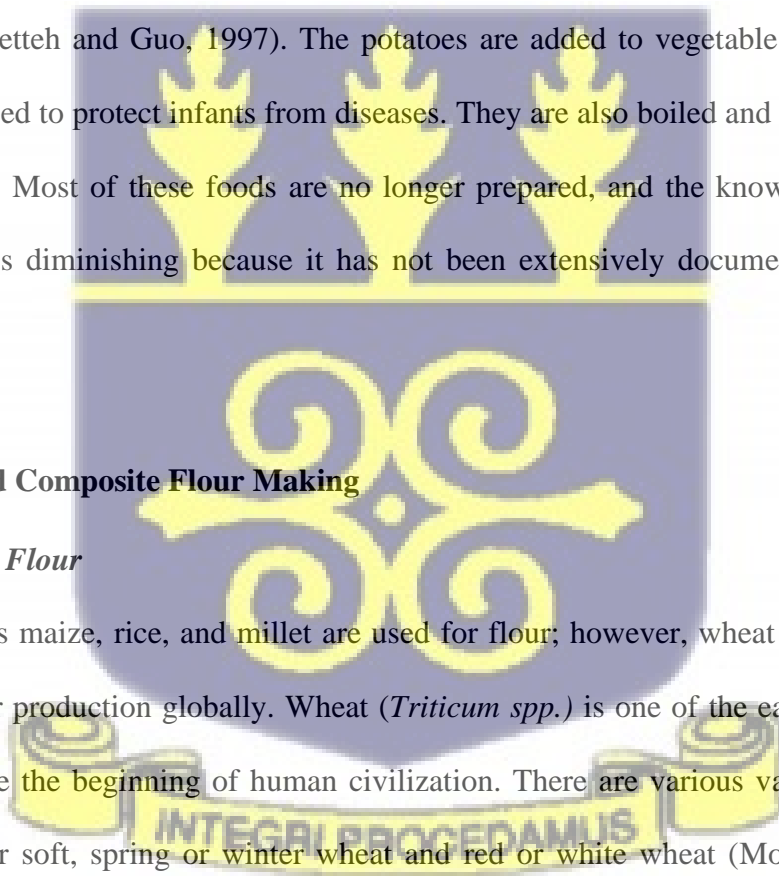 etteh and Guo, 1997). The potatoes are added to vegetable
ed to protect infants from diseases. They are also boiled and
Most of these foods are no longer prepared, and the know
s diminishing because it has not been extensively docume
d Composite Flour Making
Flour
s maize, rice, and millet are used for flour; however, wheat
r production globally. Wheat (Triticum spp.) is one of the ea
e the beginning of human civilization. There are various va
INTEGRI PROCEDAMUS
r soft, spring or winter wheat and red or white wheat (Mo